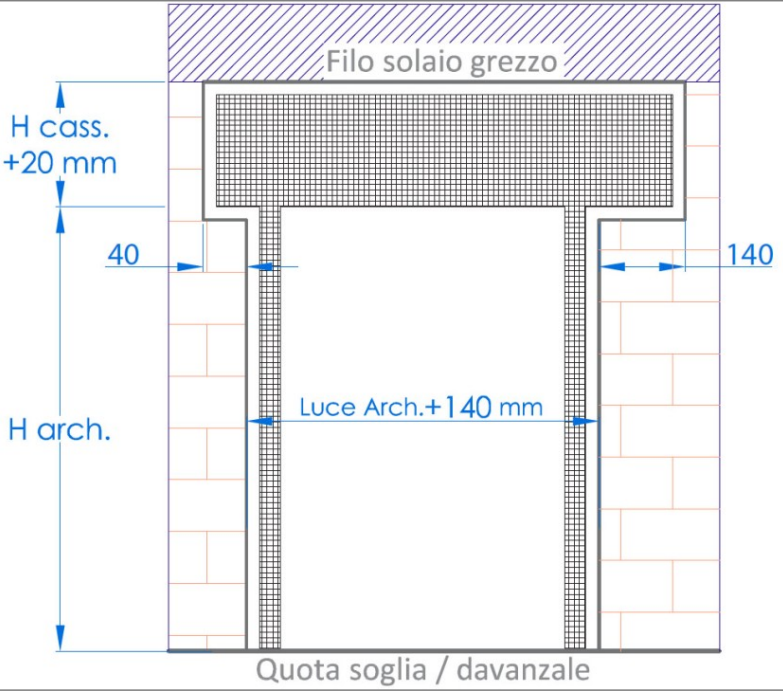 Filo solaio grezzo
H cass.
+20 mm
40
140
Luce Arch.+140 mm
H arch.
Quota soglia / davanzale